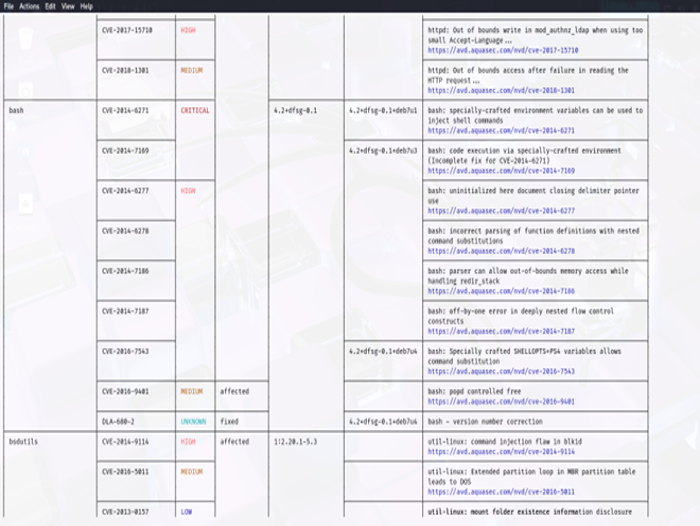 File Actions Edit View Help
CVE-2017-15710 HIGH httpd: Out of bounds write in mod_authnz_ldap when using too
small Accept-Language ...
https://avd.aquasec.com/nvd/cve-2017-15710
CVE-2018-1301 MEDIUM httpd: Out of bounds access after failure in reading the
HTTP request ...
https://avd.aquasec.com/nvd/cve-2018-1301
bash CVE-2014-6271 CRITICAL 4.2+dfsg-0.1 4.2+dfsg-0.1+deb7u1 bash: specially-crafted environment variables can be used to
inject shell commands
https://avd.aquasec.com/nvd/cve-2014-6271
CVE-2014-7169 4.2+dfsg-0.1+deb7u3 bash: code execution via specially-crafted environment
(Incomplete fix for CVE-2014-6271)
https://avd.aquasec.com/nvd/cve-2014-7169
CVE-2014-6277 HIGH bash: uninitialized here document closing delimiter pointer
use
https://avd.aquasec.com/nvd/cve-2014-6277
CVE-2014-6278 bash: incorrect parsing of function definitions with nested
command substitutions
https://avd.aquasec.com/nvd/cve-2014-6278
CVE-2014-7186 bash: parser can allow out-of-bounds memory access while
handling redir_stack
https://avd.aquasec.com/nvd/cve-2014-7186
CVE-2014-7187 bash: off-by-one error in deeply nested flow control
constructs
https://avd.aquasec.com/nvd/cve-2014-7187
CVE-2016-7543 4.2+dfsg-0.1+deb7u4 bash: Specially crafted SHELLOPTS+PS4 variables allows
command substitution
https://avd.aquasec.com/nvd/cve-2016-7543
CVE-2016-9401 MEDIUM affected bash: popd controlled free
https://avd.aquasec.com/nvd/cve-2016-9401
DLA-680-2 UNKNOWN fixed 4.2+dfsg-0.1+deb7u4 bash - version number correction
bsdutils CVE-2014-9114 HIGH affected 1:2.20.1-5.3 util-linux: command injection flaw in blkid
https://avd.aquasec.com/nvd/cve-2014-9114
CVE-2016-5011 MEDIUM util-linux: Extended partition loop in MBR partition table
leads to DOS
https://avd.aquasec.com/nvd/cve-2016-5011
CVE-2013-0157 LOW util-linux: mount folder existence information disclosure